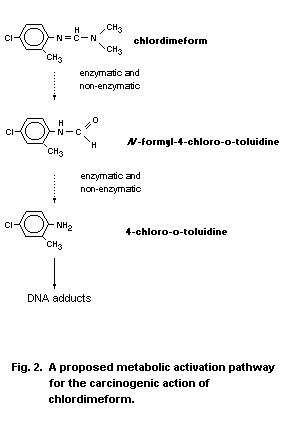 Cl
N=C-N
H
CH3
CH3
CH3
chlordimeform
enzymatic and
non-enzymatic
Cl
H
N-C
O
H
CH3
N-formyl-4-chloro-o-toluidine
enzymatic and
non-enzymatic
Cl
NH2
CH3
4-chloro-o-toluidine
DNA adducts
Fig. 2. A proposed metabolic activation pathway
for the carcinogenic action of
chlordimeform.